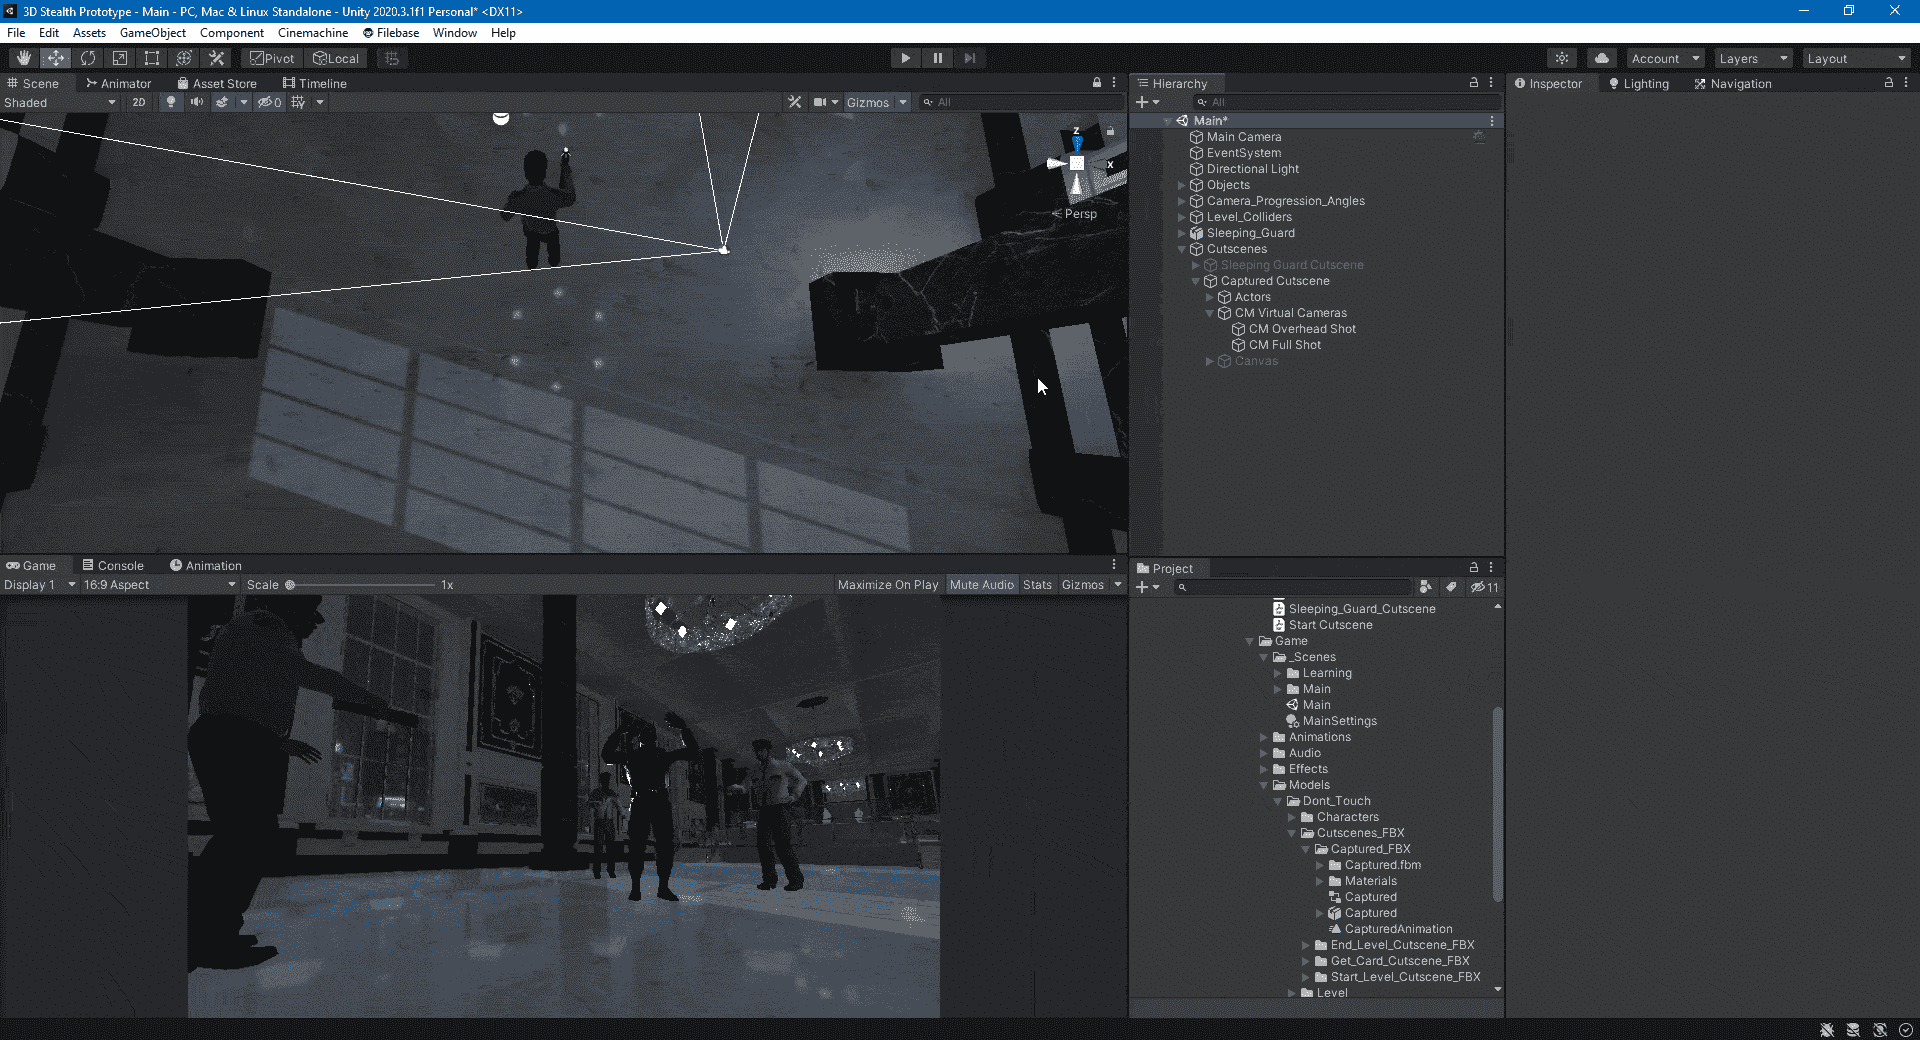 3D Stealth Prototype - Main - PC, Mac & Linux Standalone - Unity 2020.3.1f1 Personal* <DX11>
File Edit Assets GameObject Component Cinemachine Filebase Window Help
Pivot Local Account Layers Layout
Scene Animator Asset Store Timeline
Shaded 2D 0 Gizmos All
z
x
Persp
Hierarchy
All
Main*
Main Camera
EventSystem
Directional Light
Objects
Camera_Progression_Angles
Level_Colliders
Sleeping_Guard
Cutscenes
Sleeping Guard Cutscene
Captured Cutscene
Actors
CM Virtual Cameras
CM Overhead Shot
CM Full Shot
Canvas
Inspector Lighting Navigation
Game Console Animation
Display 1 16:9 Aspect Scale 1x Maximize On Play Mute Audio Stats Gizmos
Project
11
Sleeping_Guard_Cutscene
Start Cutscene
Game
_Scenes
Learning
Main
Main
MainSettings
Animations
Audio
Effects
Models
Dont_Touch
Characters
Cutscenes_FBX
Captured_FBX
Captured.fbm
Materials
Captured
Captured
CapturedAnimation
End_Level_Cutscene_FBX
Get_Card_Cutscene_FBX
Start_Level_Cutscene_FBX
Level